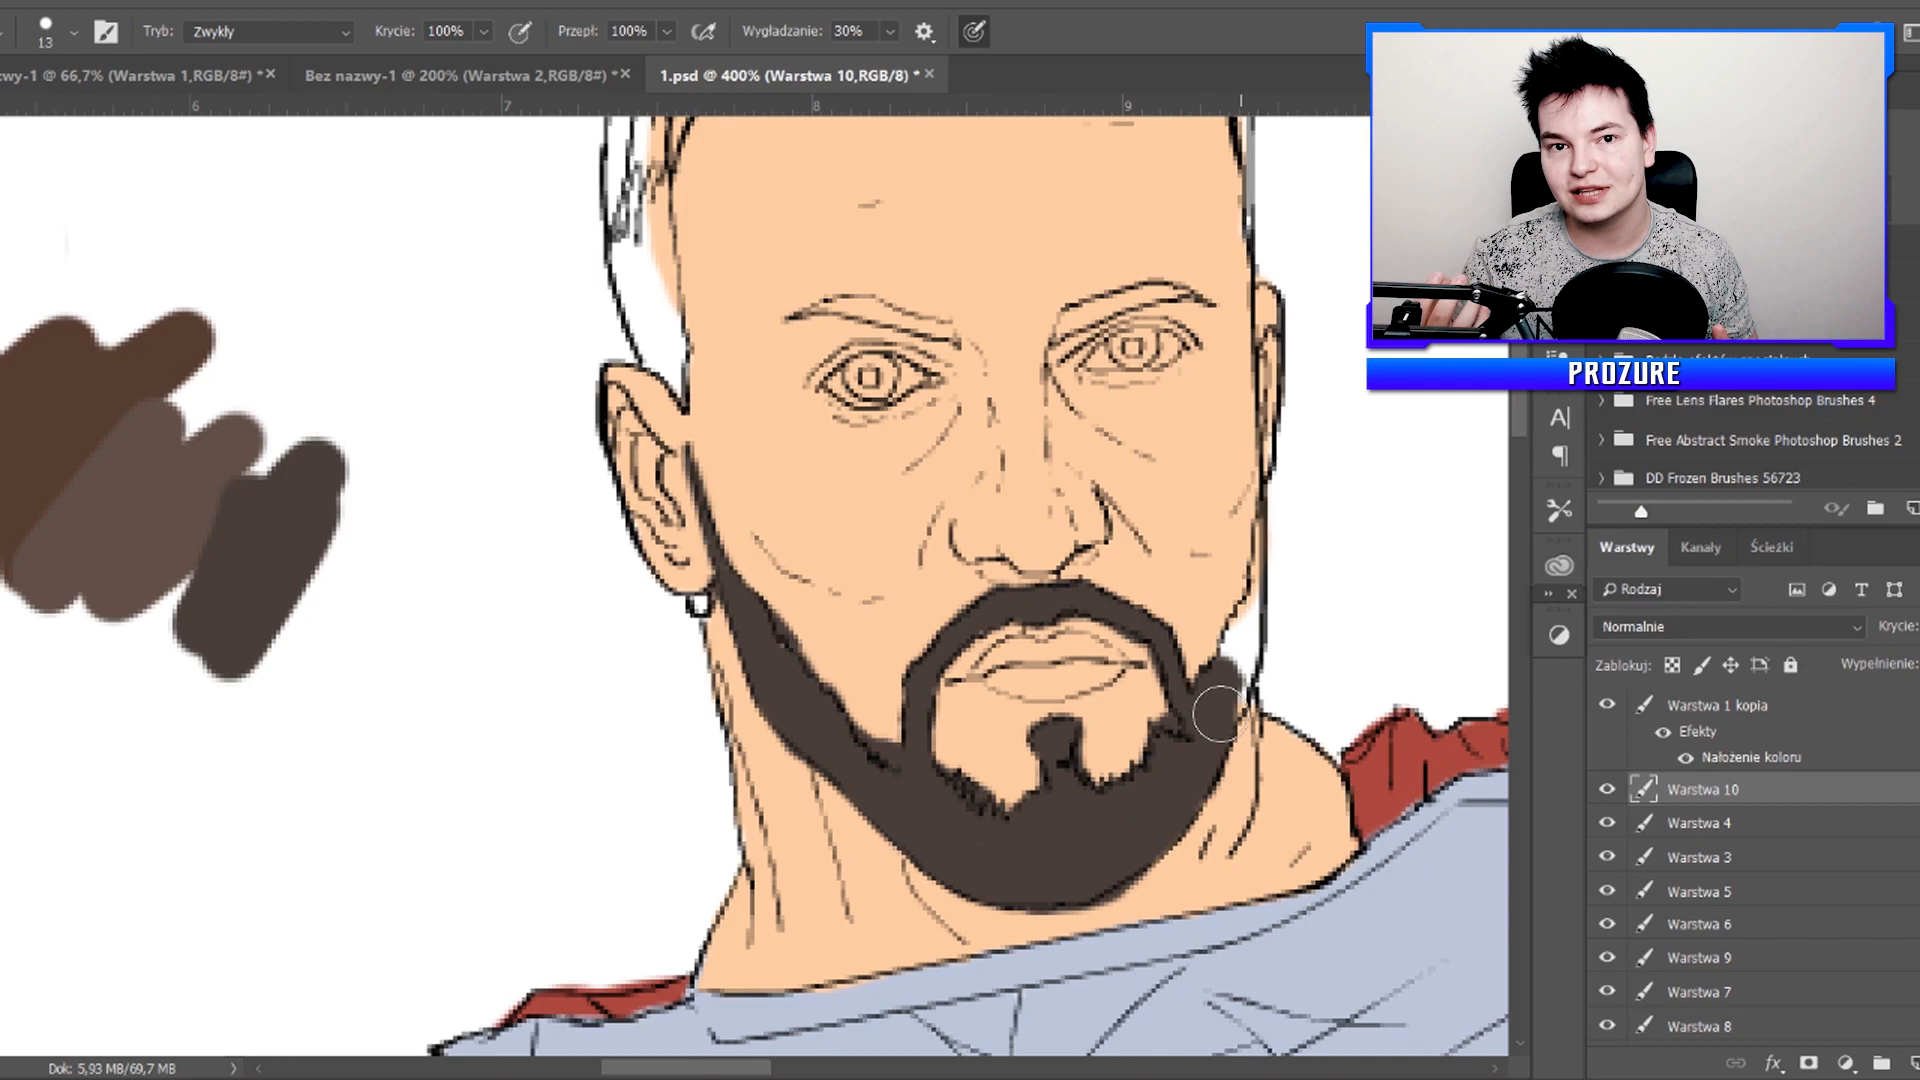 13
Tryb: Zwykły
Krycie: 100%
Przepł: 100%
Wygładzanie: 30%
zwy-1 @ 66,7% (Warstwa 1,RGB/8#) *
Bez nazwy-1 @ 200% (Warstwa 2,RGB/8#) *
1.psd @ 400% (Warstwa 10,RGB/8) *
6
7
8
9
PROZURE
Free Lens Flares Photoshop Brushes 4
Free Abstract Smoke Photoshop Brushes 2
DD Frozen Brushes 56723
Warstwy
Kanały
Ścieżki
Rodzaj
Normalnie
Krycie:
Zablokuj:
Wypełnienie:
Warstwa 1 kopia
Efekty
Nałożenie koloru
Warstwa 10
Warstwa 4
Warstwa 3
Warstwa 5
Warstwa 6
Warstwa 9
Warstwa 7
Warstwa 8
fx
Dok: 5,93 MB/69,7 MB